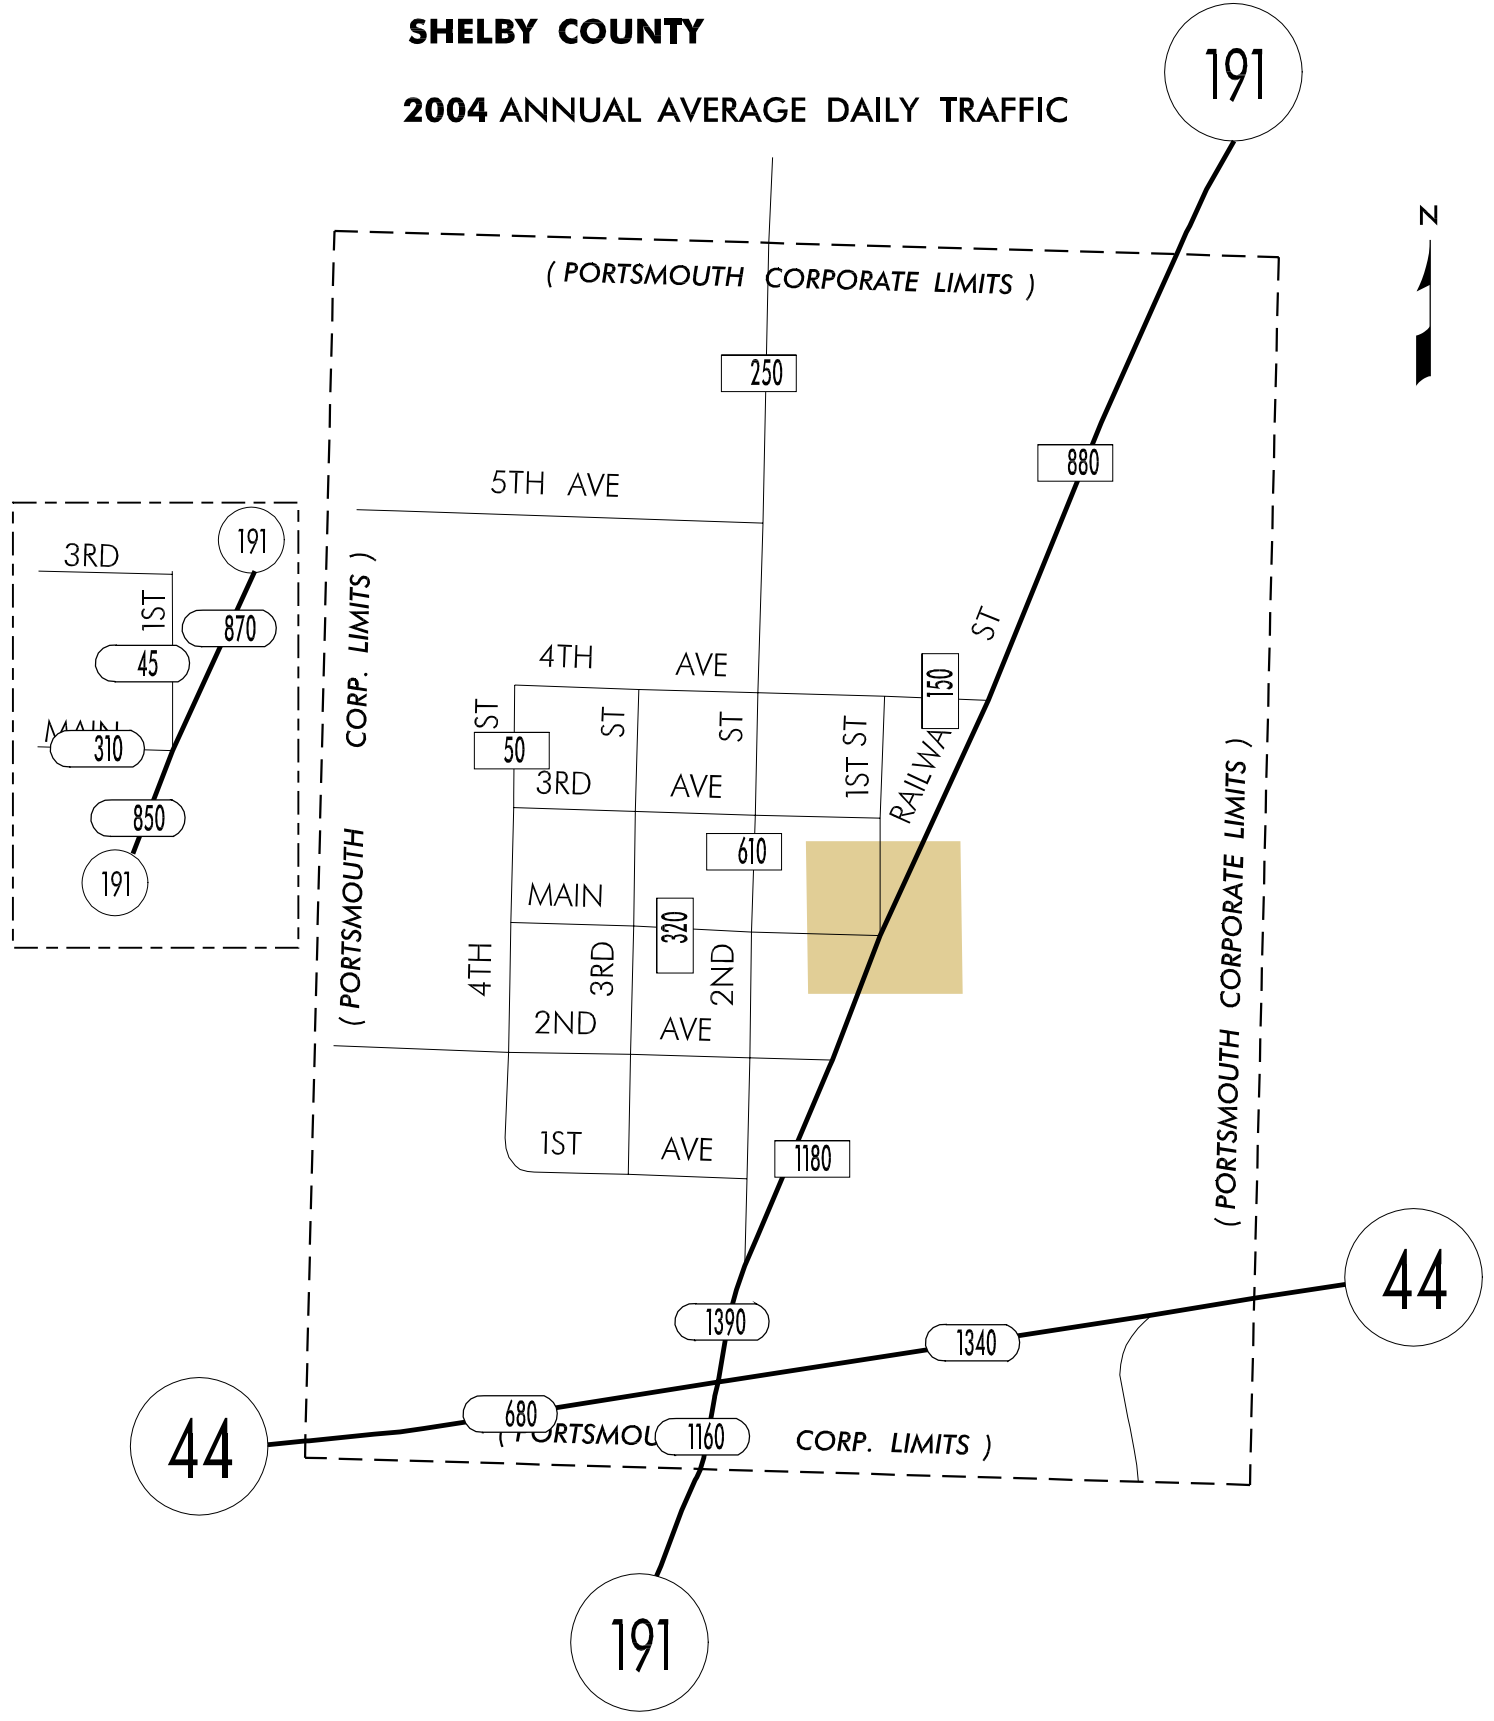 SHELBY COUNTY
191
2004 ANNUAL AVERAGE DAILY TRAFFIC
N
( PORTSMOUTH CORPORATE LIMITS )
250
880
5TH AVE
191
3RD
1ST
870
45
MAIN
310
850
191
( PORTSMOUTH CORP. LIMITS )
4TH AVE
ST
150
ST
ST
ST
1ST ST
50
RAILWA
3RD AVE
610
MAIN
320
4TH
3RD
2ND
2ND AVE
( PORTSMOUTH CORPORATE LIMITS )
1ST AVE
1180
44
1390
1340
680
1160
( PORTSMOU CORP. LIMITS )
44
191